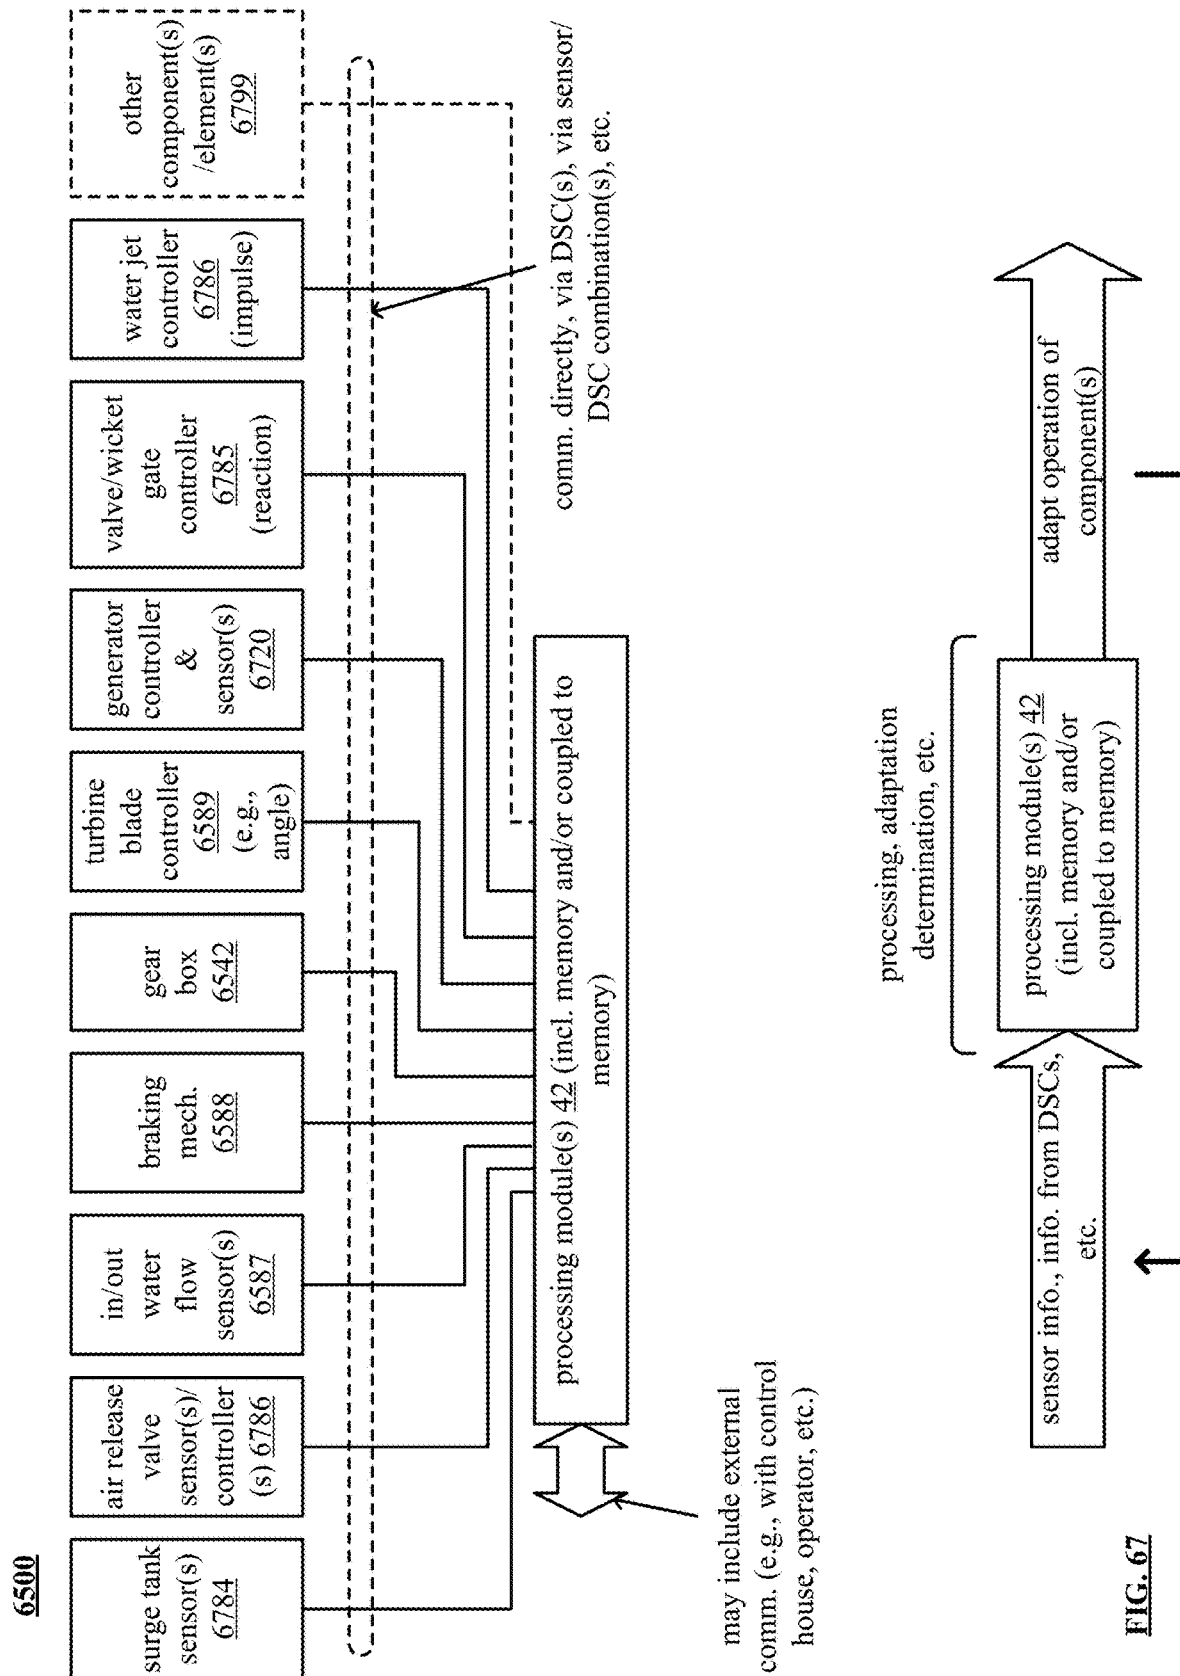 6500
surge tank
sensor(s)
6784
air release
valve
sensor(s)/
controller
(s) 6786
in/out
water
flow
sensor(s)
6587
braking
mech.
6588
gear
box
6542
turbine
blade
controller
6589
(e.g.,
angle)
generator
controller
&
sensor(s)
6720
valve/wicket
gate
controller
6785
(reaction)
water jet
controller
6786
(impulse)
other
component(s)
/element(s)
6799
comm. directly, via DSC(s), via sensor/
DSC combination(s), etc.
processing module(s) 42 (incl. memory and/or coupled to
memory)
may include external
comm. (e.g., with control
house, operator, etc.)
processing, adaptation
determination, etc.
sensor info., info. from DSCs,
etc.
processing module(s) 42
(incl. memory and/or
coupled to memory)
adapt operation of
component(s)
FIG. 67